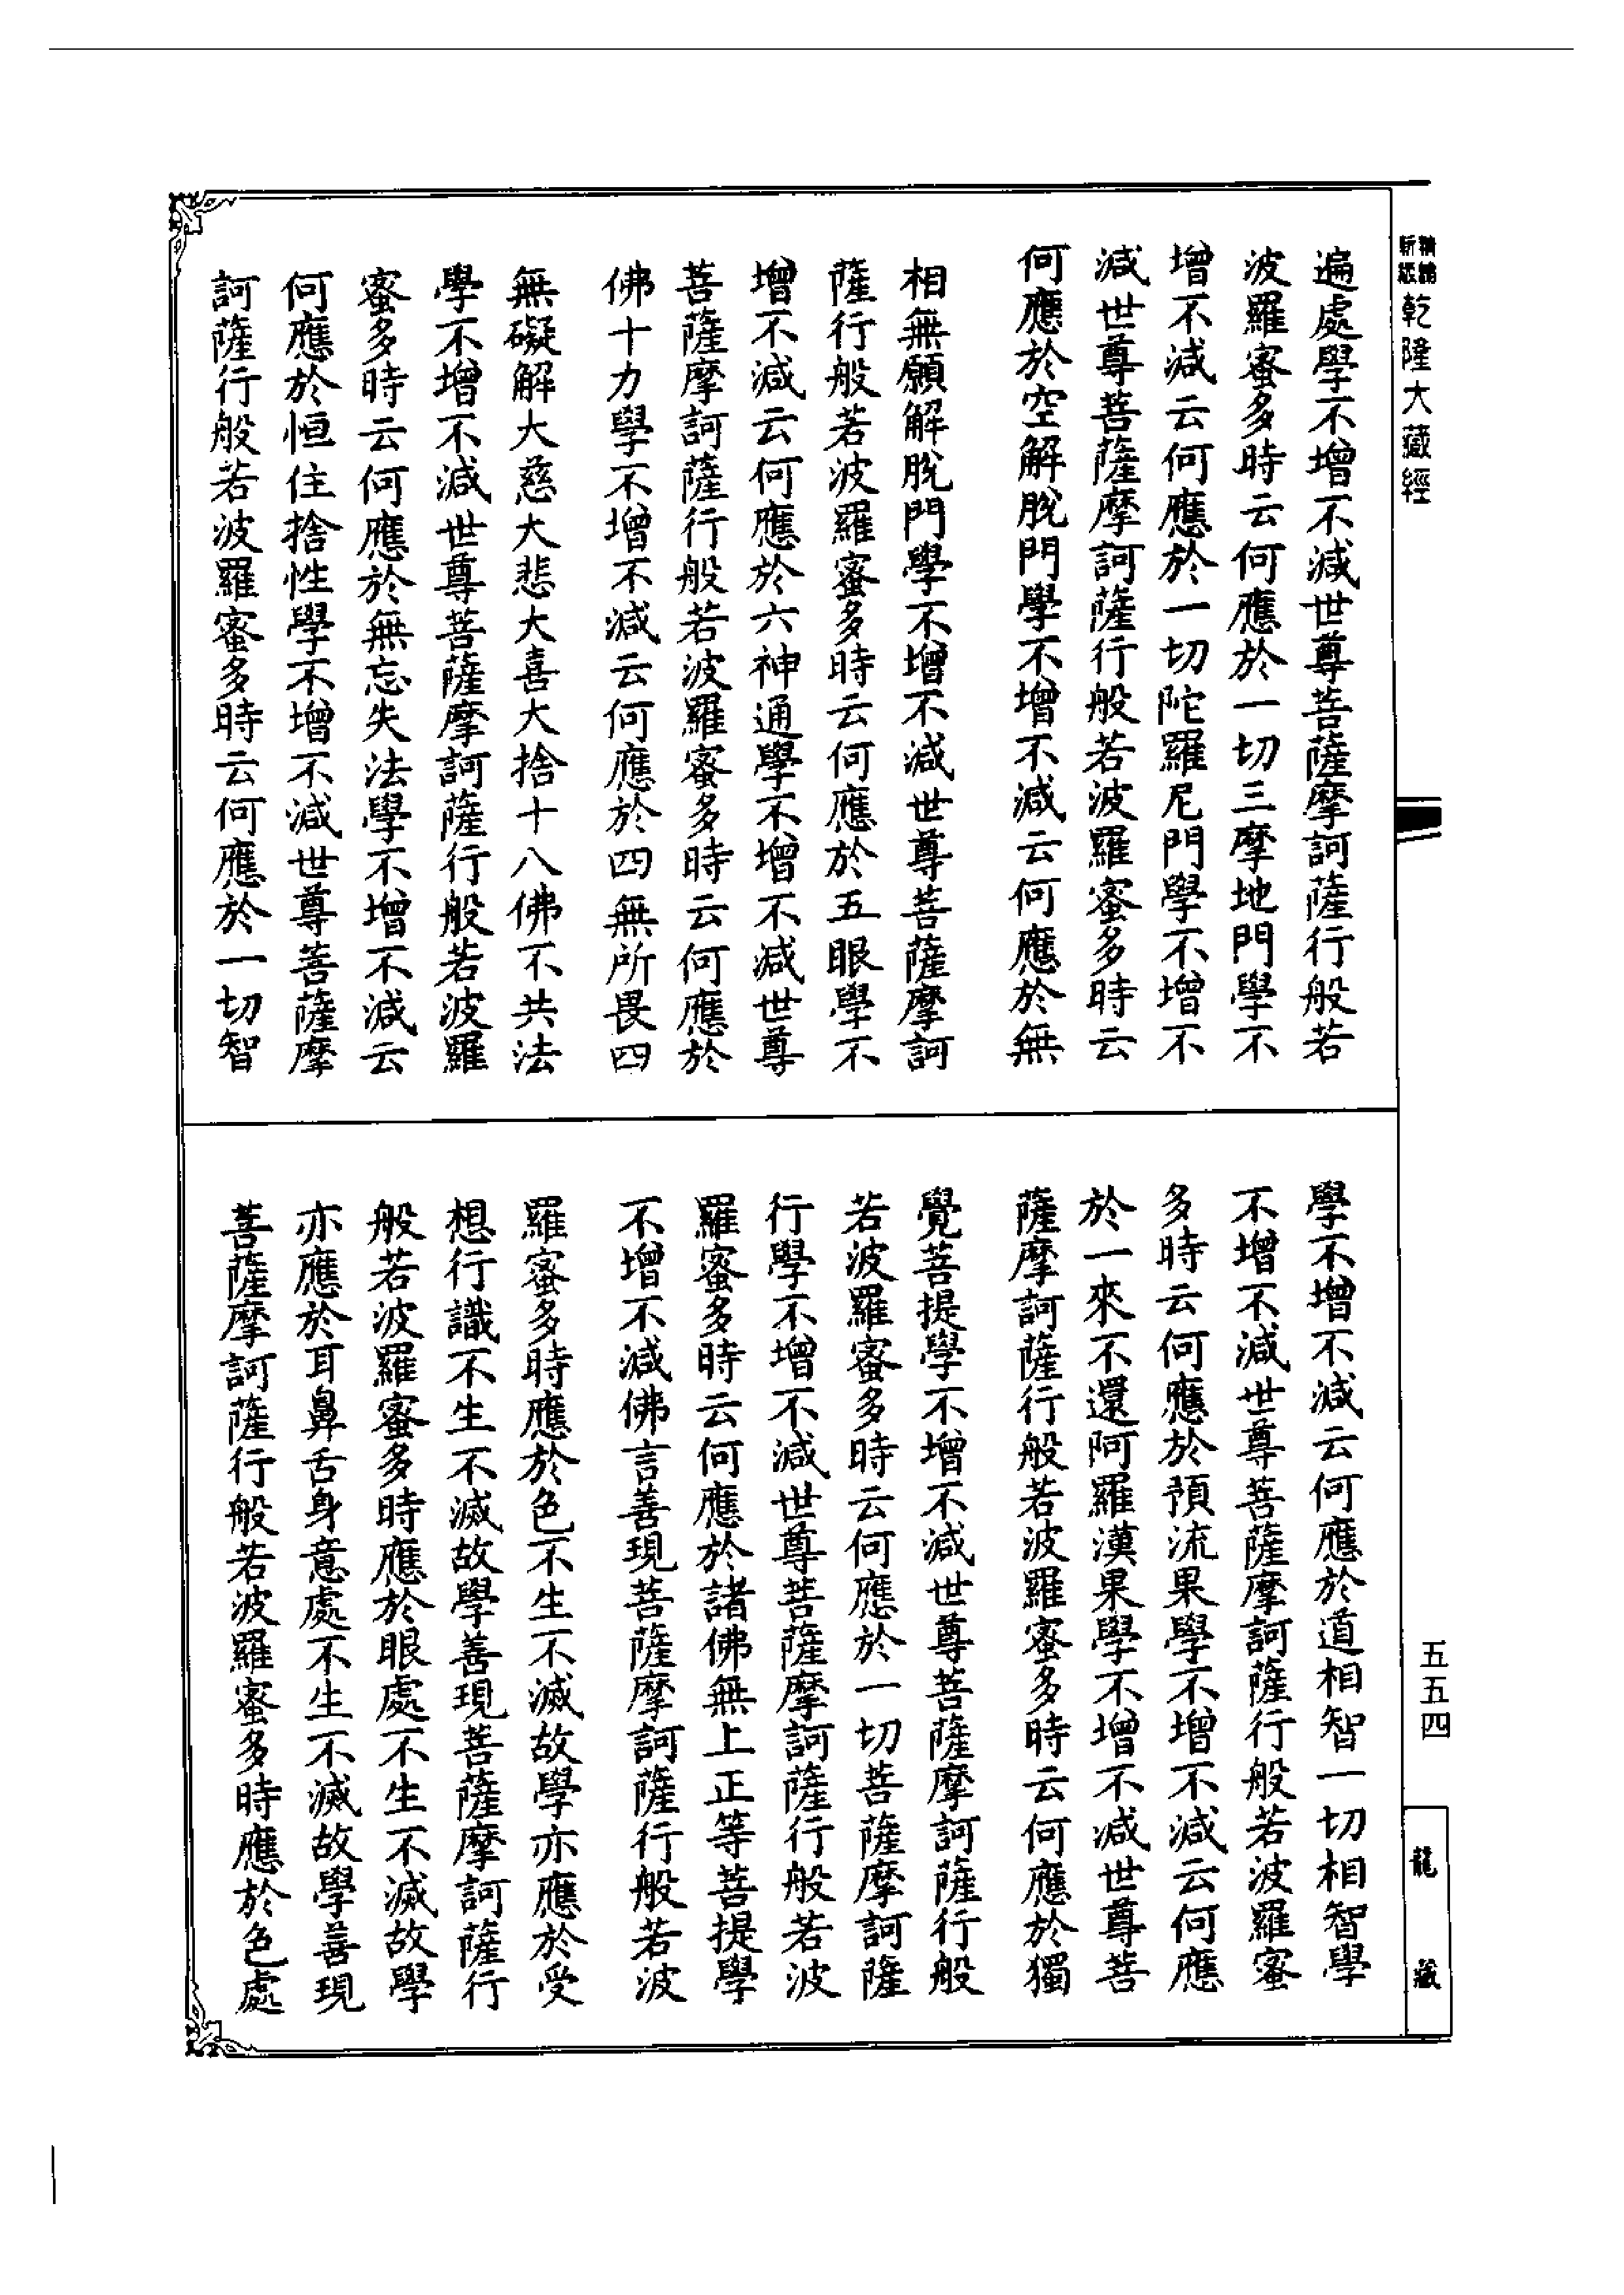 乾隆大藏經
遍處學不增不減世尊菩薩摩訶薩行般若
波羅蜜多時云何應於一切三摩地門學不
增不減云何應於一切陀羅尼門學不增不
減世尊菩薩摩訶薩行般若波羅蜜多時云
何應於空解脫門學不增不減云何應於無
相無願解脫門學不增不減世尊菩薩摩訶
薩行般若波羅蜜多時云何應於五眼學不
增不減云何應於六神通學不增不減世尊
菩薩摩訶薩行般若波羅蜜多時云何應於
佛十力學不增不減云何應於四無所畏四
無礙解大慈大悲大喜大捨十八佛不共法
學不增不減世尊菩薩摩訶薩行般若波羅
蜜多時云何應於無忘失法學不增不減云
何應於恒住捨性學不增不減世尊菩薩摩
訶薩行般若波羅蜜多時云何應於一切智
學不增不減云何應於道相智一切相智學
不增不減世尊菩薩摩訶薩行般若波羅蜜
多時云何應於預流果學不增不減云何應
於一來不還阿羅漢果學不增不減世尊菩
薩摩訶薩行般若波羅蜜多時云何應於獨
覺菩提學不增不減世尊菩薩摩訶薩行般
若波羅蜜多時云何應於一切菩薩摩訶薩
行學不增不減世尊菩薩摩訶薩行般若波
羅蜜多時云何應於諸佛無上正等菩提學
不增不減佛言善現菩薩摩訶薩行般若波
羅蜜多時應於色不生不滅故學亦應於受
想行識不生不滅故學善現菩薩摩訶薩行
般若波羅蜜多時應於眼處不生不滅故學
亦應於耳鼻舌身意處不生不滅故學善現
菩薩摩訶薩行般若波羅蜜多時應於色處
五五四
龍藏